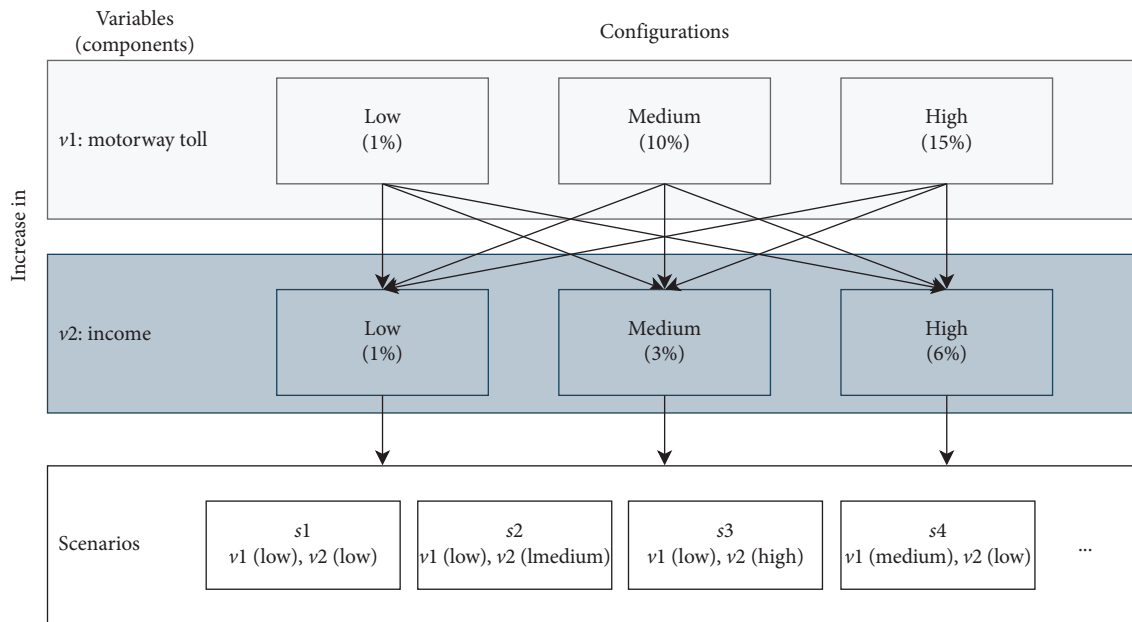 Variables
(components)
Configurations
Increase in
v1: motorway toll
Low
(1%)
Medium
(10%)
High
(15%)
v2: income
Low
(1%)
Medium
(3%)
High
(6%)
Scenarios
s1
v1 (low), v2 (low)
s2
v1 (low), v2 (lmedium)
s3
v1 (low), v2 (high)
s4
v1 (medium), v2 (low)
...